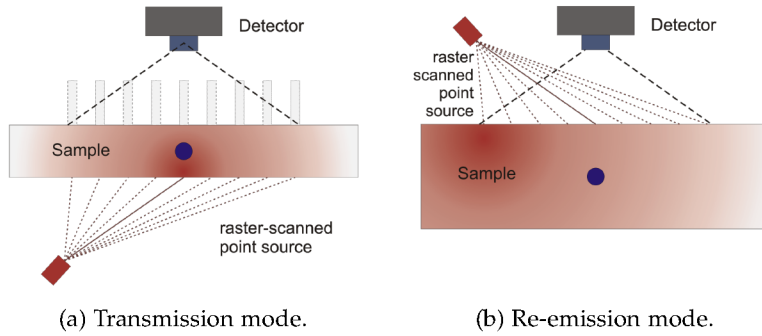 Detector
Sample
raster-scanned
point source
(a) Transmission mode.
Detector
raster
scanned
point
source
Sample
(b) Re-emission mode.